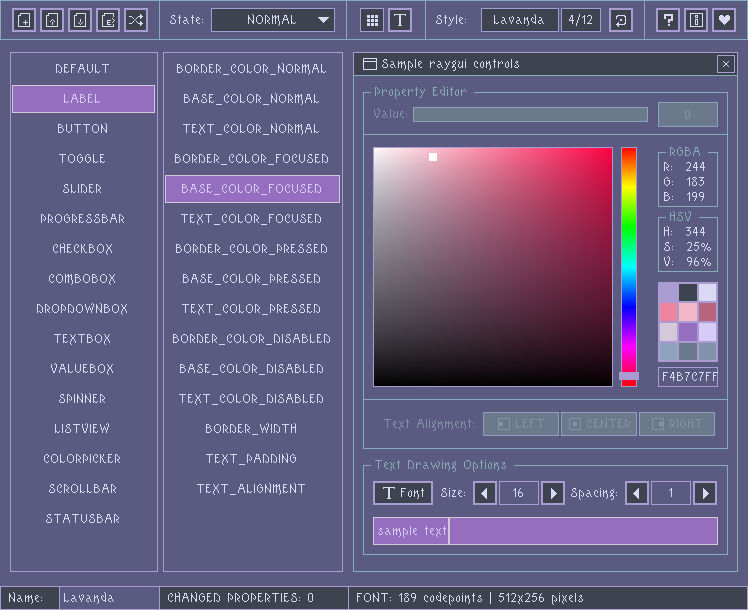 State: NORMAL Style: Lavanda 4/12
DEFAULT
LABEL
BUTTON
TOGGLE
SLIDER
PROGRESSBAR
CHECKBOX
COMBOBOX
DROPDOWNBOX
TEXTBOX
VALUEBOX
SPINNER
LISTVIEW
COLORPICKER
SCROLLBAR
STATUSBAR
BORDER_COLOR_NORMAL
BASE_COLOR_NORMAL
TEXT_COLOR_NORMAL
BORDER_COLOR_FOCUSED
BASE_COLOR_FOCUSED
TEXT_COLOR_FOCUSED
BORDER_COLOR_PRESSED
BASE_COLOR_PRESSED
TEXT_COLOR_PRESSED
BORDER_COLOR_DISABLED
BASE_COLOR_DISABLED
TEXT_COLOR_DISABLED
BORDER_WIDTH
TEXT_PADDING
TEXT_ALIGNMENT
Sample raygui controls
Property Editor
Value: 0
RGBA
R: 244
G: 183
B: 199
HSV
H: 344
S: 25%
V: 96%
F4B7C7FF
Text Alignment: LEFT CENTER RIGHT
Text Drawing Options
T Font Size: 16 Spacing: 1
sample text
Name: Lavanda CHANGED PROPERTIES: 0 FONT: 189 codepoints | 512x256 pixels